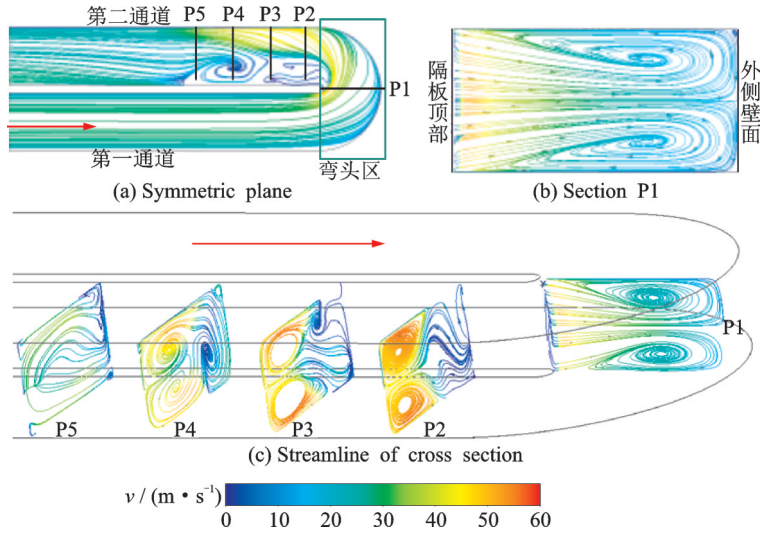 第二通道 P5 P4 P3 P2
P1
第一通道
弯头区
(a) Symmetric plane
隔板顶部
外侧壁面
(b) Section P1
P1
P5 P4 P3 P2
(c) Streamline of cross section
v / (m · s⁻¹)
0 10 20 30 40 50 60